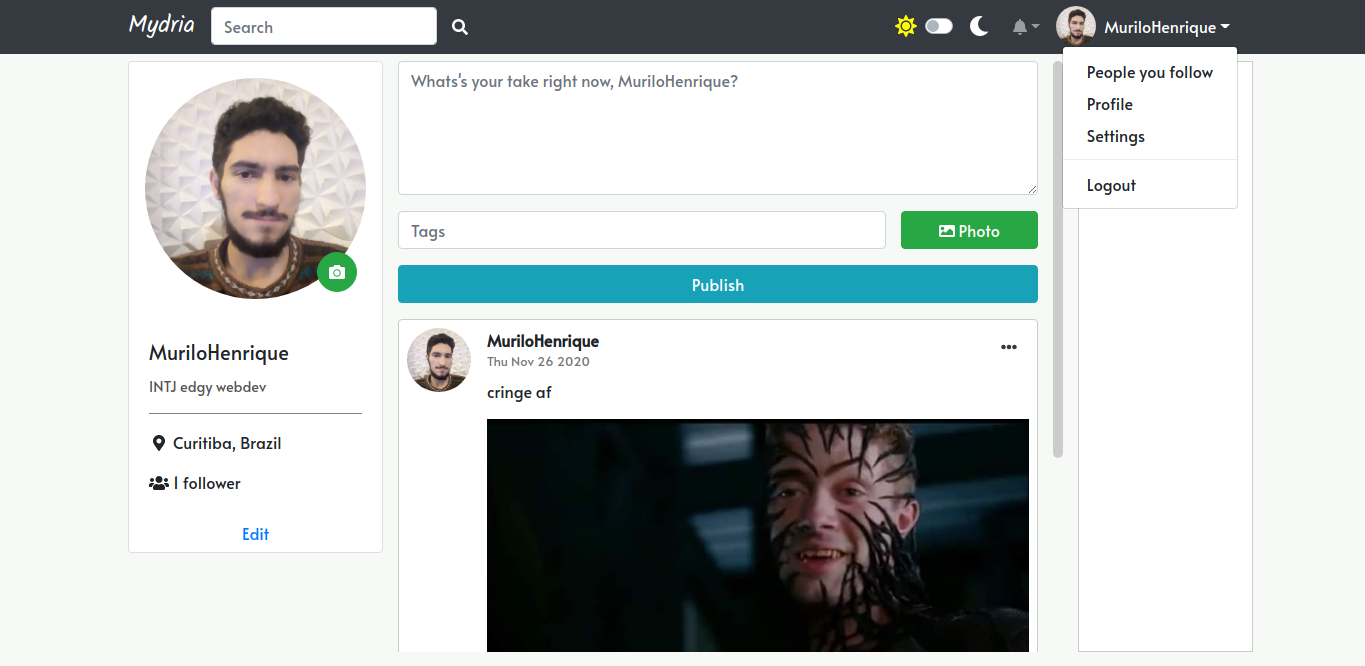 Mydria
Search
MuriloHenrique
People you follow
Profile
Settings
Logout
MuriloHenrique
INTJ edgy webdev
Curitiba, Brazil
1 follower
Edit
Whats's your take right now, MuriloHenrique?
Tags
Photo
Publish
MuriloHenrique
Thu Nov 26 2020
cringe af